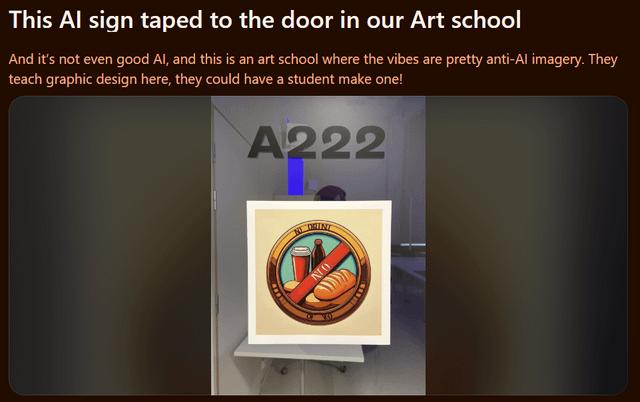 This AI sign taped to the door in our Art school
And it's not even good AI, and this is an art school where the vibes are pretty anti-AI imagery. They
teach graphic design here, they could have a student make one!
A222
NO